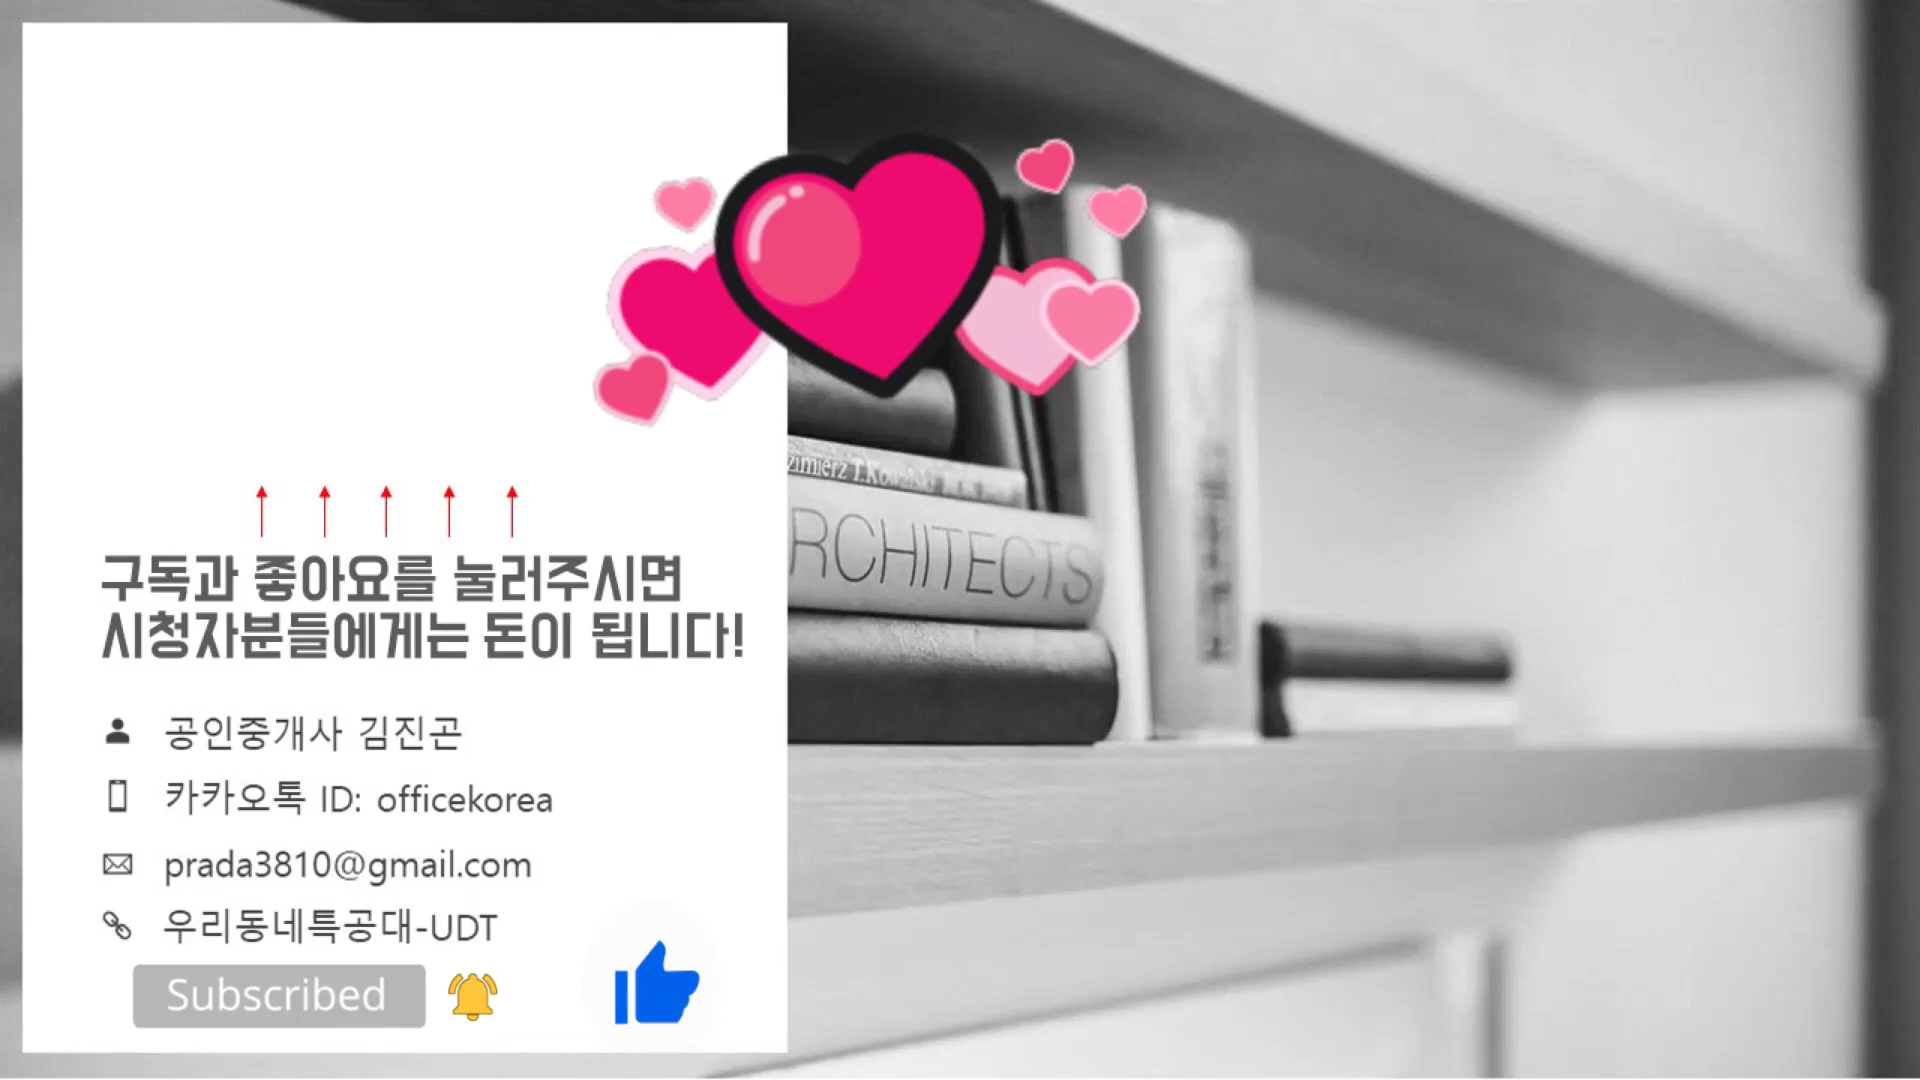 구독과 좋아요를 눌러주시면
시청자분들에게는 돈이 됩니다!
공인중개사 김진곤
카카오톡 ID: officekorea
prada3810@gmail.com
우리동네특공대-UDT
Subscribed
zimierz T.Kowalski
RCHITECTS